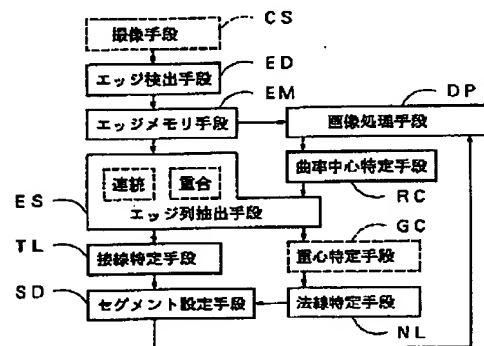 撮像手段
CS
エッジ検出手段
ED
エッジメモリ手段
EM
画像処理手段
DP
連続
重合
エッジ列抽出手段
ES
曲率中心特定手段
RC
接線特定手段
TL
重心特定手段
GC
セグメント設定手段
SD
法線特定手段
NL